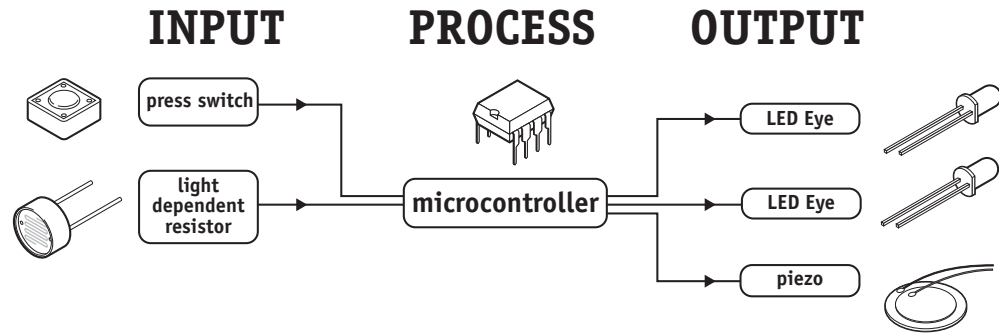 INPUT
PROCESS
OUTPUT
press switch
light
dependent
resistor
microcontroller
LED Eye
LED Eye
piezo